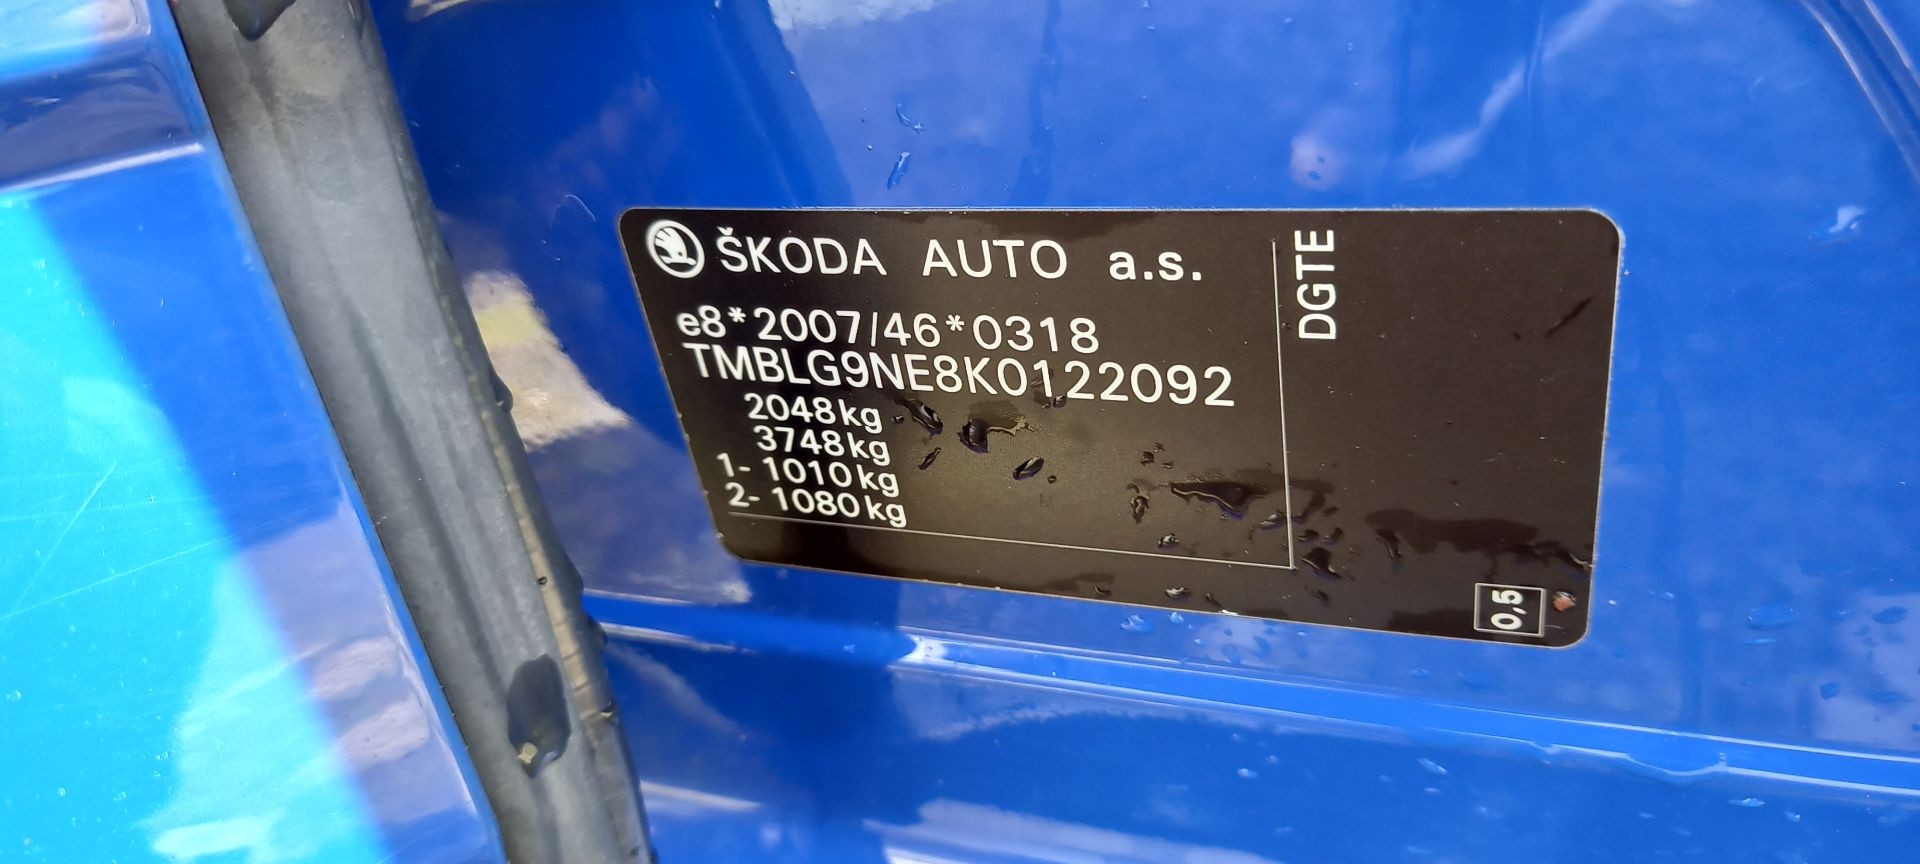 ŠKODA AUTO a.s.
e8*2007/46*0318
TMBLG9NE8K0122092
2048kg
3748kg
1- 1010kg
2- 1080kg
DGTE
0,5